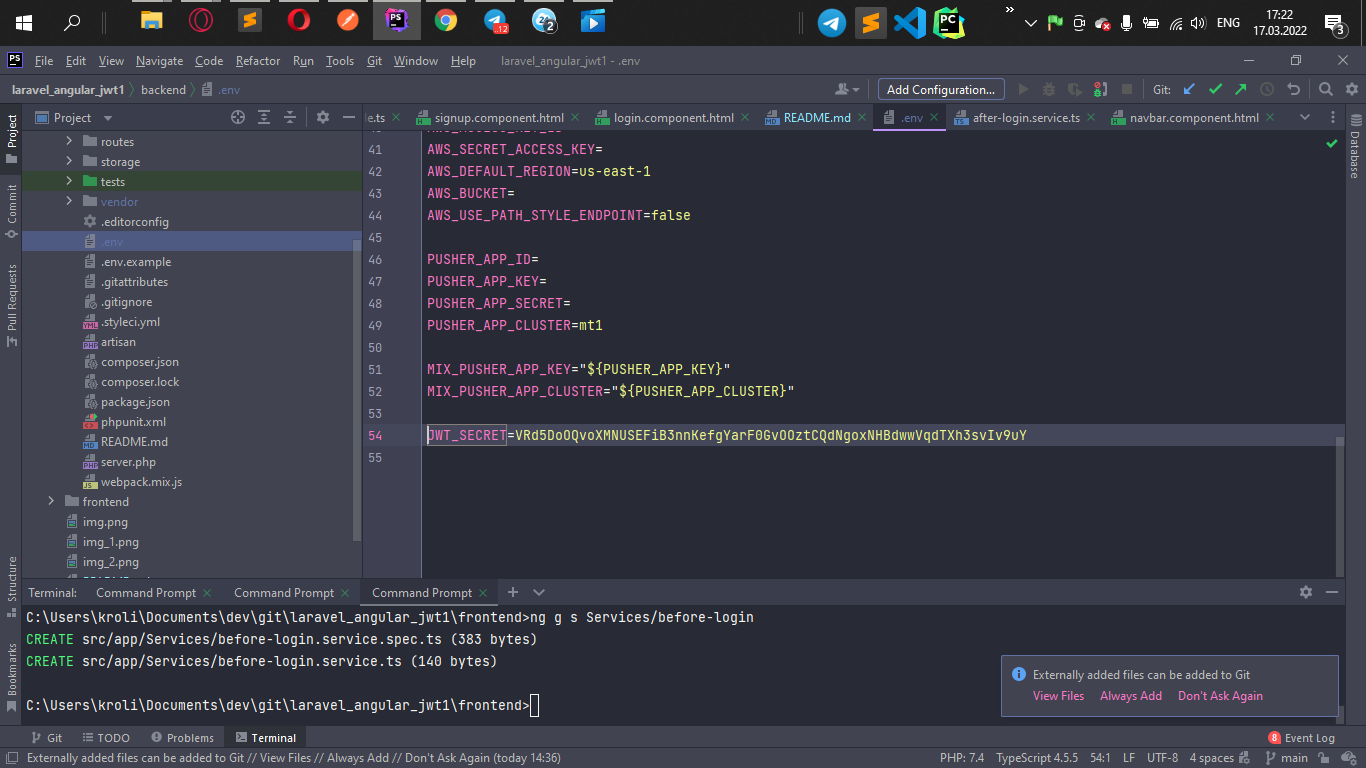 ..12
24
2
PS
PC
ENG
17:22
17.03.2022
3
PS File Edit View Navigate Code Refactor Run Tools Git Window Help laravel_angular_jwt1 - .env
laravel_angular_jwt1 backend .env
Add Configuration...
Git:
Project
le.ts signup.component.html login.component.html README.md .env after-login.service.ts navbar.component.html
Project
Commit
Pull Requests
Structure
Bookmarks
Database
routes
storage
tests
vendor
.editorconfig
.env
.env.example
.gitattributes
.gitignore
.styleci.yml
artisan
composer.json
composer.lock
package.json
phpunit.xml
README.md
server.php
webpack.mix.js
frontend
img.png
img_1.png
img_2.png
41 AWS_SECRET_ACCESS_KEY=
42 AWS_DEFAULT_REGION=us-east-1
43 AWS_BUCKET=
44 AWS_USE_PATH_STYLE_ENDPOINT=false
45
46 PUSHER_APP_ID=
47 PUSHER_APP_KEY=
48 PUSHER_APP_SECRET=
49 PUSHER_APP_CLUSTER=mt1
50
51 MIX_PUSHER_APP_KEY="${PUSHER_APP_KEY}"
52 MIX_PUSHER_APP_CLUSTER="${PUSHER_APP_CLUSTER}"
53
54 JWT_SECRET=VRd5DoOQvoXMNUSEFiB3nnKefgYarF0GvOOztCQdNgoxNHBdwwVqdTXh3svIv9uY
55
Terminal: Command Prompt Command Prompt Command Prompt
C:\Users\kroli\Documents\dev\git\laravel_angular_jwt1\frontend>ng g s Services/before-login
CREATE src/app/Services/before-login.service.spec.ts (383 bytes)
CREATE src/app/Services/before-login.service.ts (140 bytes)
C:\Users\kroli\Documents\dev\git\laravel_angular_jwt1\frontend>
Externally added files can be added to Git
View Files Always Add Don't Ask Again
Git TODO Problems Terminal
8 Event Log
Externally added files can be added to Git // View Files // Always Add // Don't Ask Again (today 14:36)
PHP: 7.4 TypeScript 4.5.5 54:1 LF UTF-8 4 spaces main